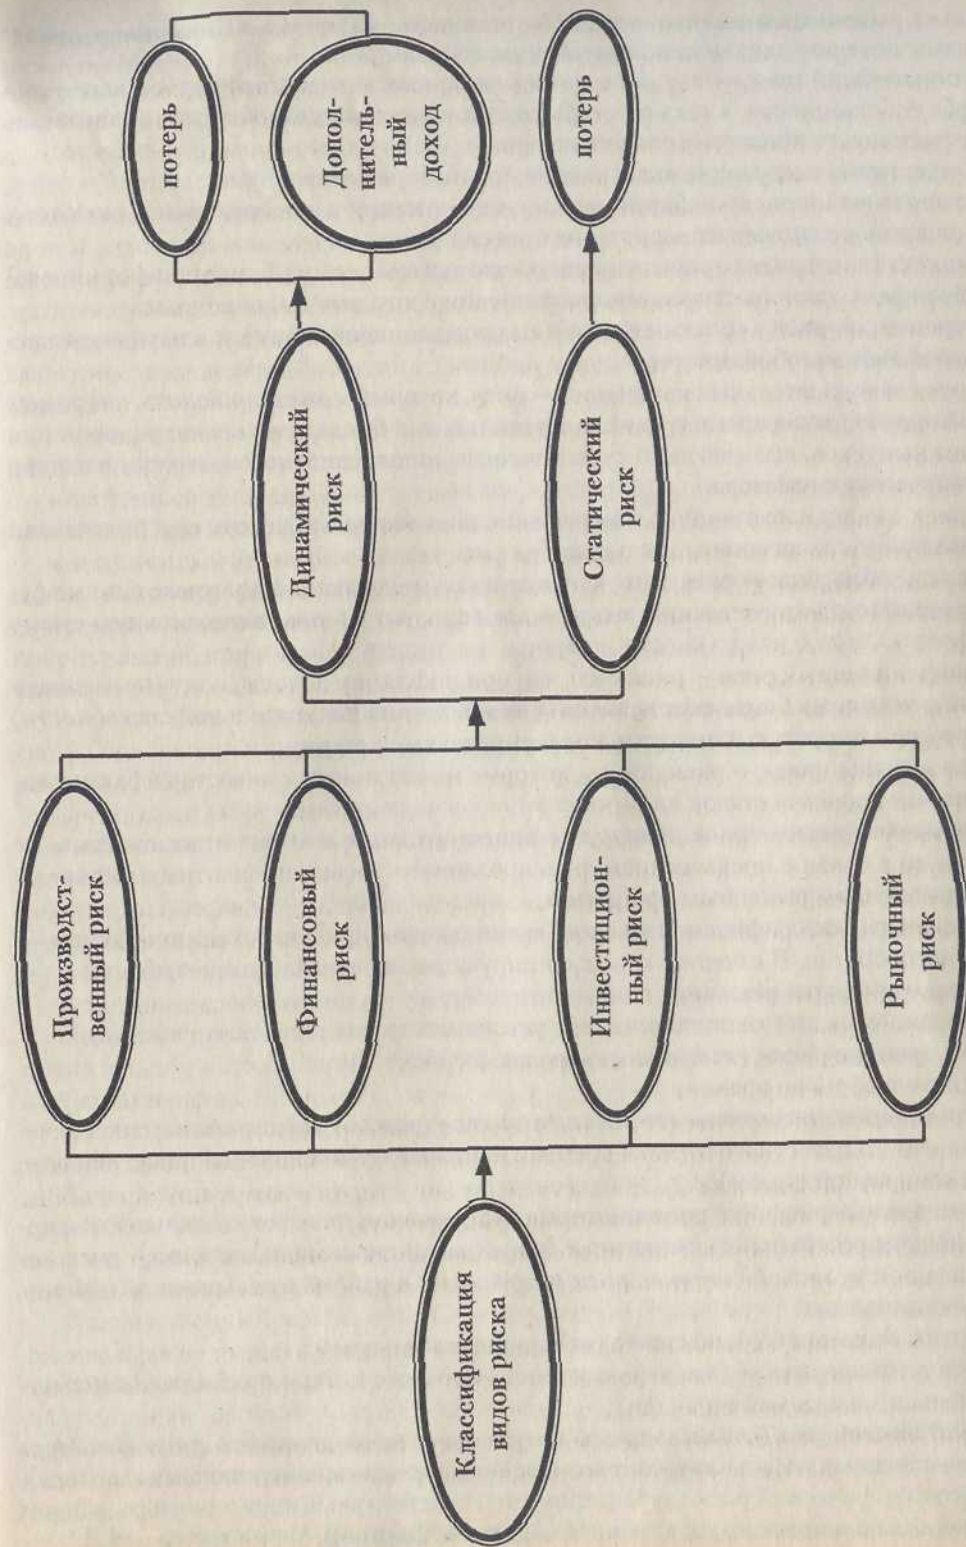 Классификация
видов риска
Производст-
венный риск
Финансовый
риск
Инвестицион-
ный риск
Рыночный
риск
Динамический
риск
Статический
риск
потерь
Допол-
нитель-
ный
доход
потерь